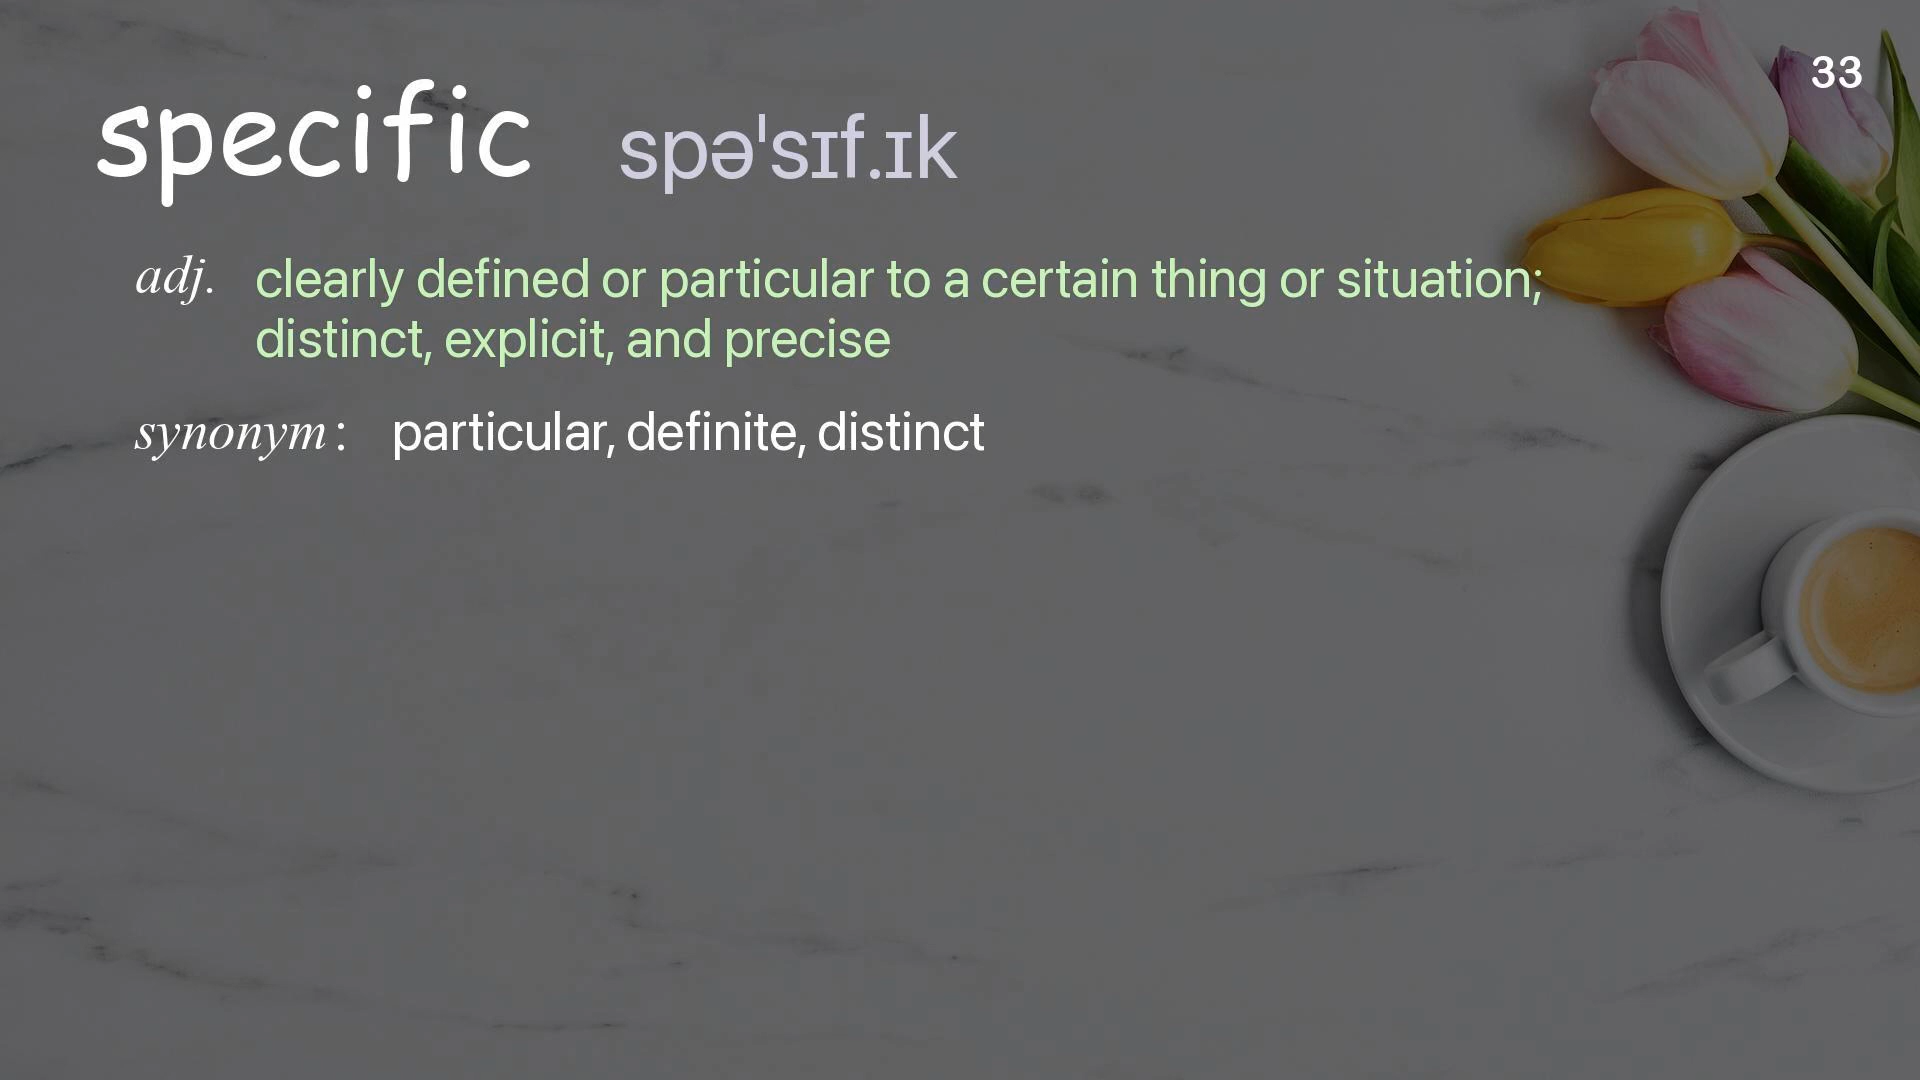 33
specific spəˈsɪf.ɪk
adj. clearly defined or particular to a certain thing or situation;
distinct, explicit, and precise
synonym: particular, definite, distinct